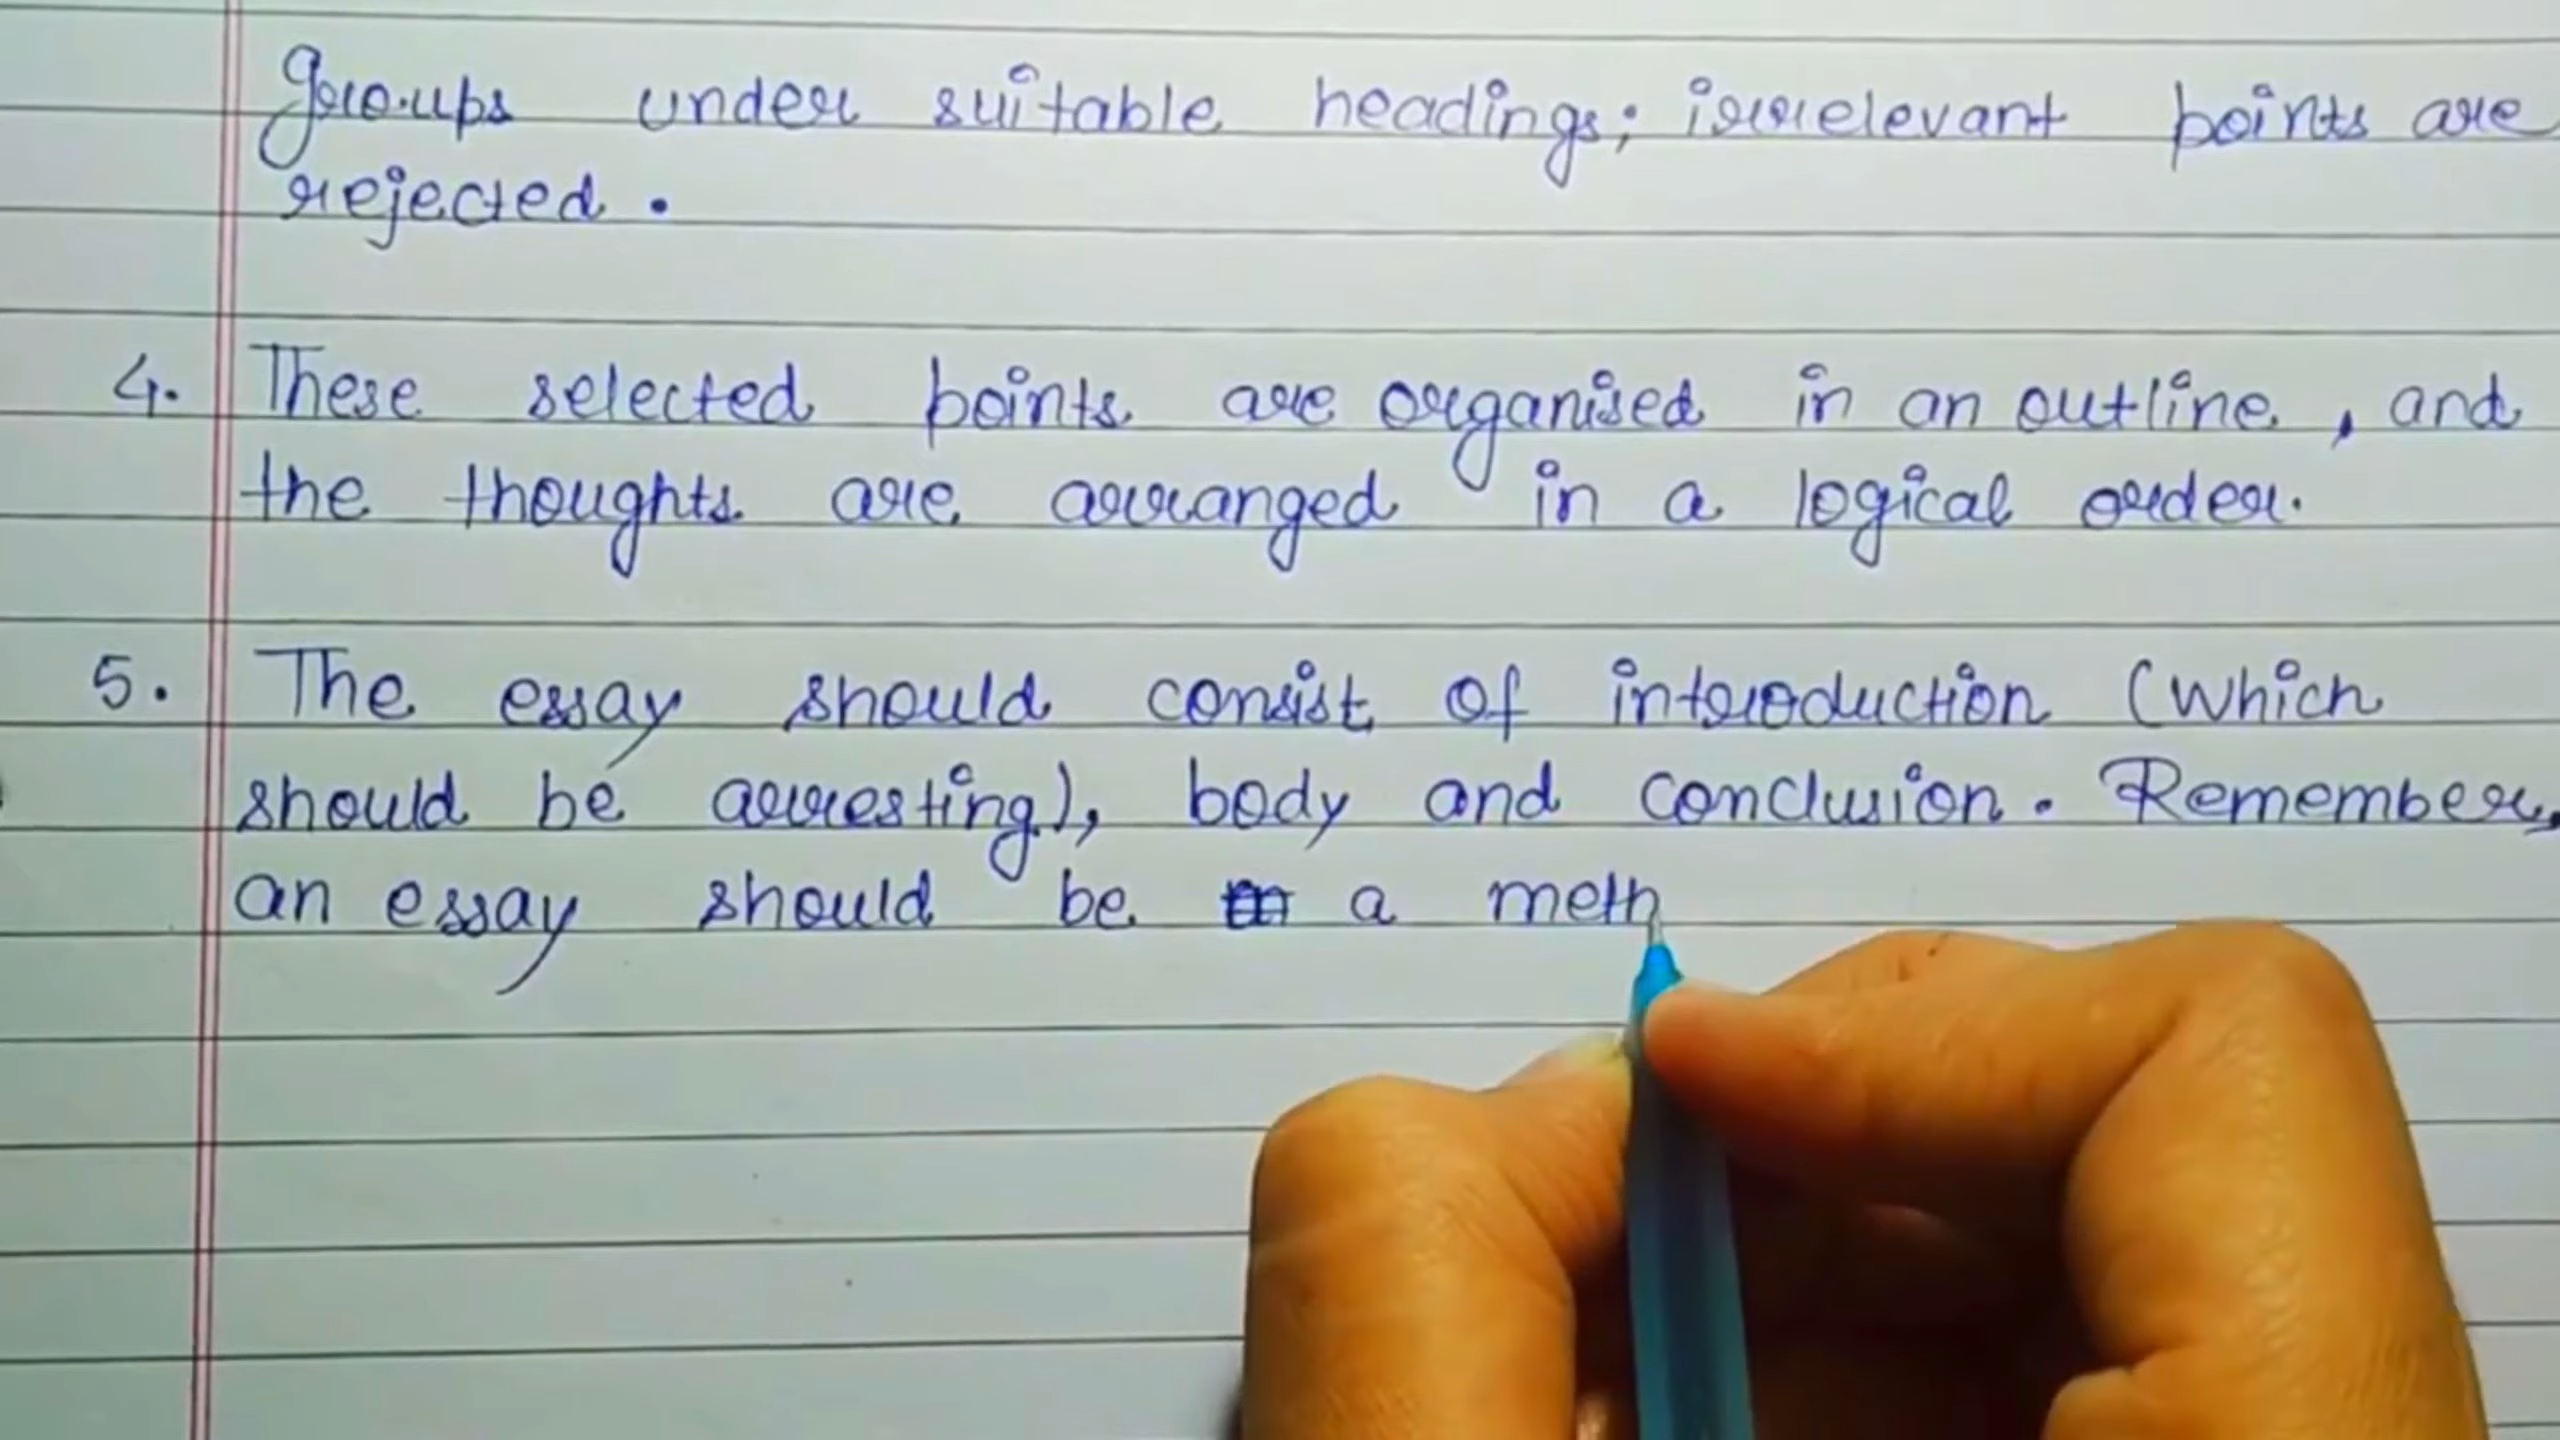 groups under suitable headings; irrelevant points are
rejected.
4. These selected points are organised in an outline, and
the thoughts are arranged in a logical order.
5. The essay should consist of introduction (which
should be arresting), body and conclusion. Remember,
an essay should be a meth